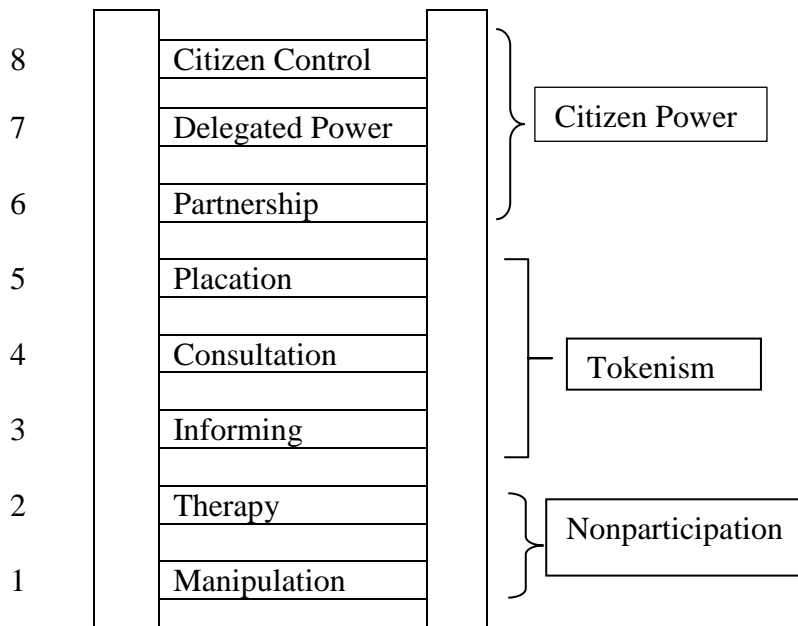 8 Citizen Control
Citizen Power
7 Delegated Power
6 Partnership
5 Placation
4 Consultation
Tokenism
3 Informing
2 Therapy
Nonparticipation
1 Manipulation